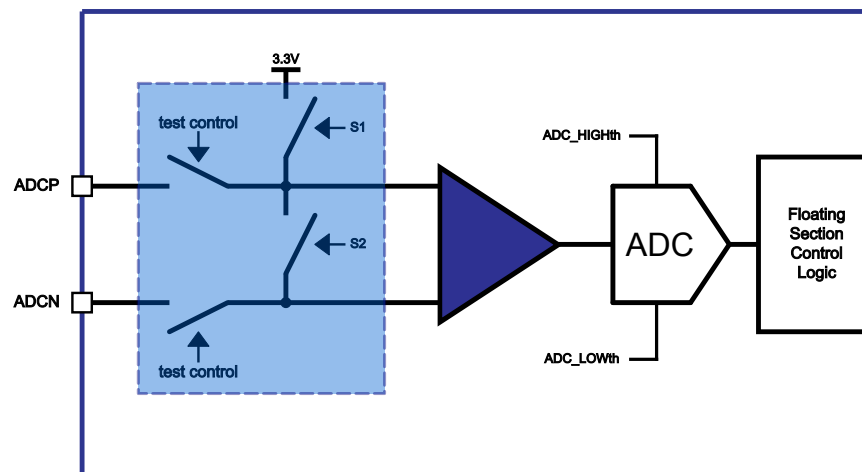 3.3V
test control
S1
ADC_HIGHth
ADCP
Floating
Section
Control
Logic
ADC
S2
ADCN
ADC_LOWth
test control